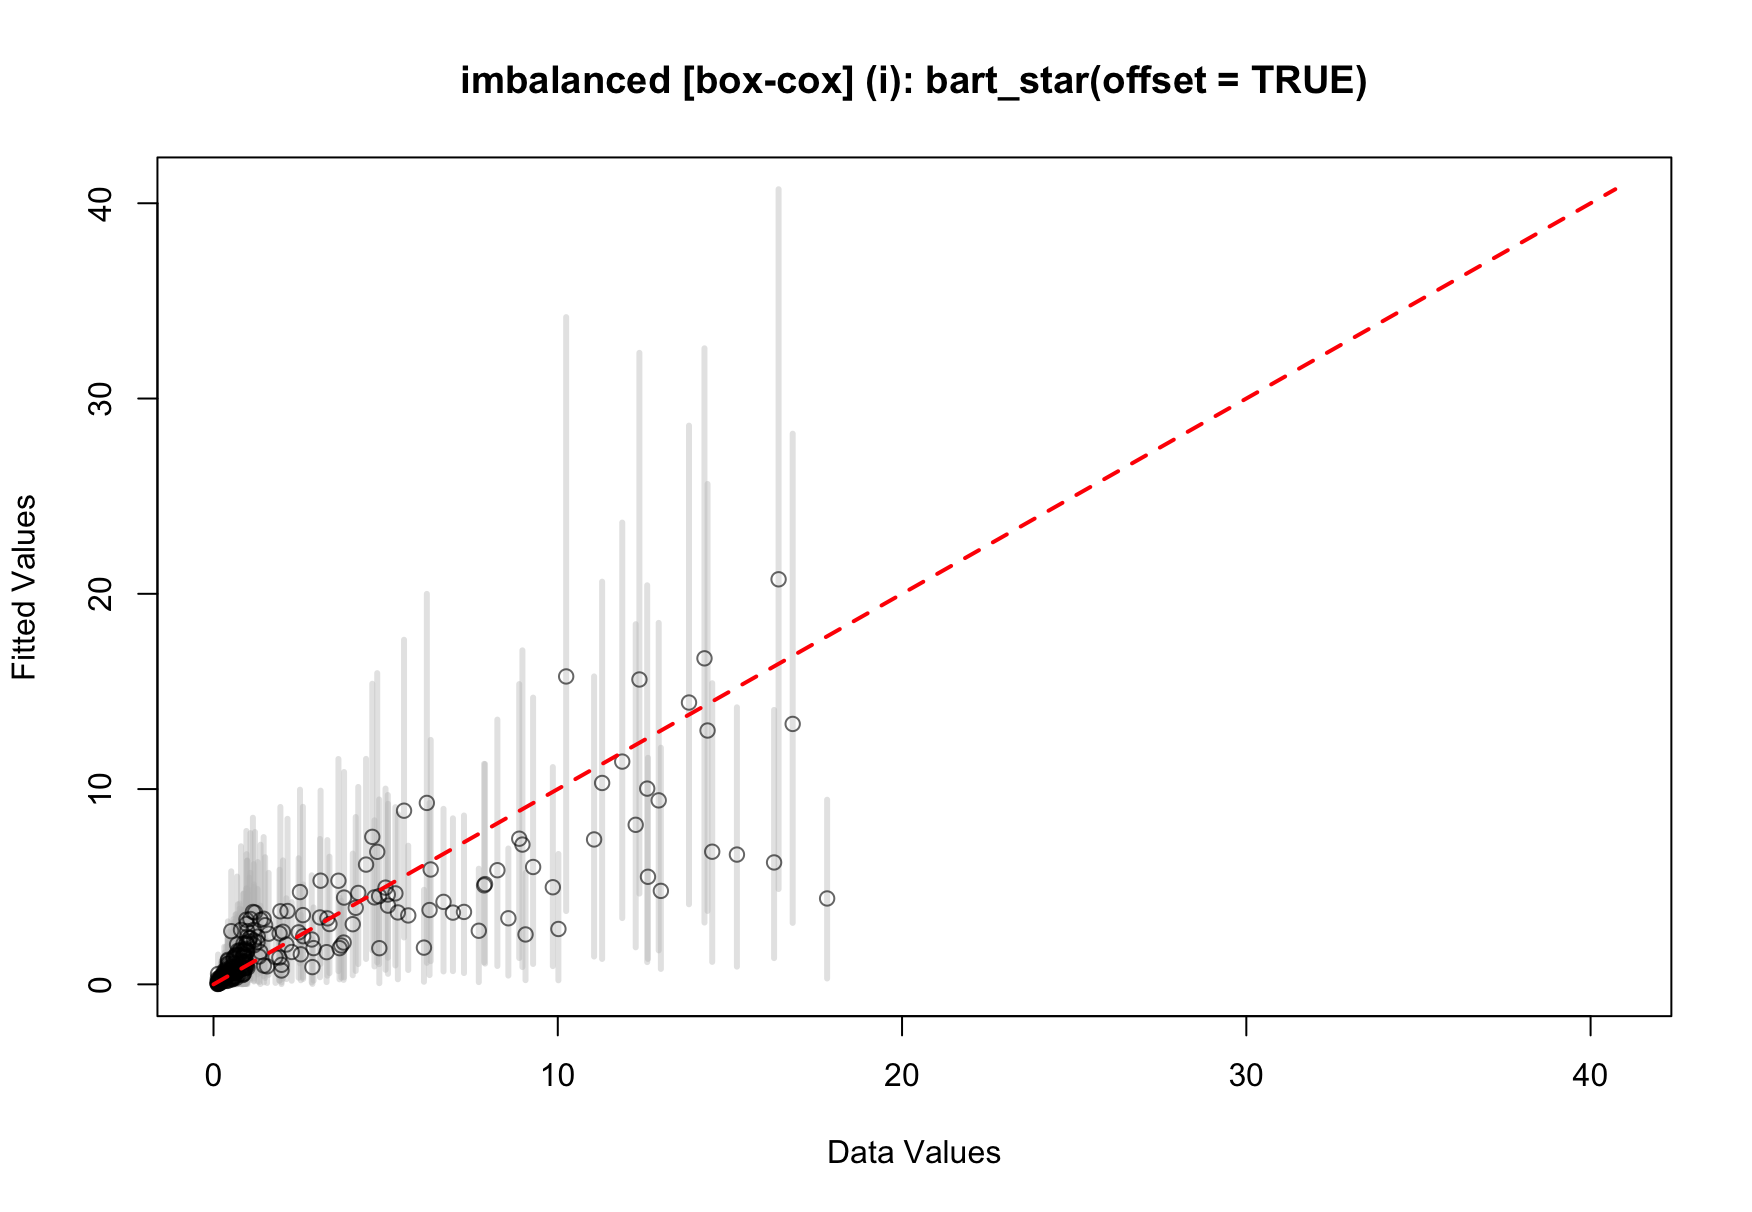 imbalanced [box-cox] (i): bart_star(offset = TRUE)
Fitted Values
40
30
20
10
0
0 10 20 30 40
Data Values